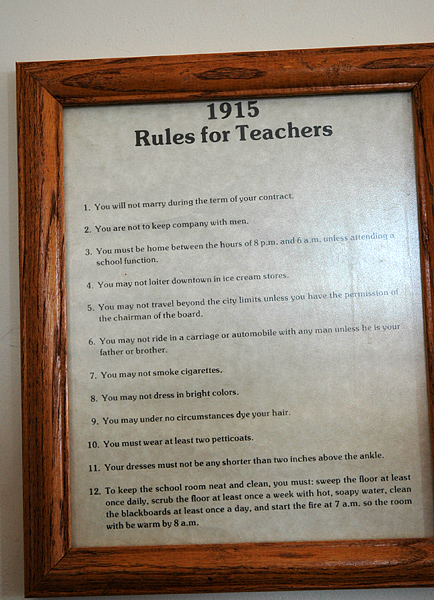 1915
Rules for Teachers
1. You will not marry during the term of your contract.
2. You are not to keep company with men.
3. You must be home between the hours of 8 p.m. and 6 a.m. unless attending a
school function.
4. You may not loiter downtown in ice cream stores.
5. You may not travel beyond the city limits unless you have the permission of
the chairman of the board.
6. You may not ride in a carriage or automobile with any man unless he is your
father or brother.
7. You may not smoke cigarettes.
8. You may not dress in bright colors.
9. You may under no circumstances dye your hair.
10. You must wear at least two petticoats.
11. Your dresses must not be any shorter than two inches above the ankle.
12. To keep the school room neat and clean, you must: sweep the floor at least
once daily, scrub the floor at least once a week with hot, soapy water, clean
the blackboards at least once a day, and start the fire at 7 a.m. so the room
with be warm by 8 a.m.